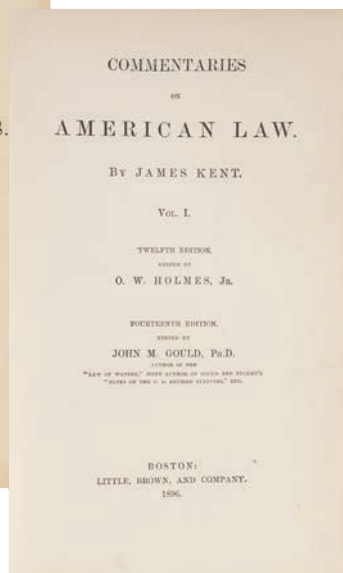 COMMENTARIES
ON
AMERICAN LAW.
BY JAMES KENT.
VOL. I.
TWELFTH EDITION,
EDITED BY
O. W. HOLMES, JR.
FOURTEENTH EDITION,
EDITED BY
JOHN M. GOULD, PH.D.
AUTHOR OF THE
"LAW OF WATERS," JOINT AUTHOR OF GOULD AND TUCKER'S
"NOTES ON THE U. S. REVISED STATUTES," ETC.
BOSTON:
LITTLE, BROWN, AND COMPANY.
1896.